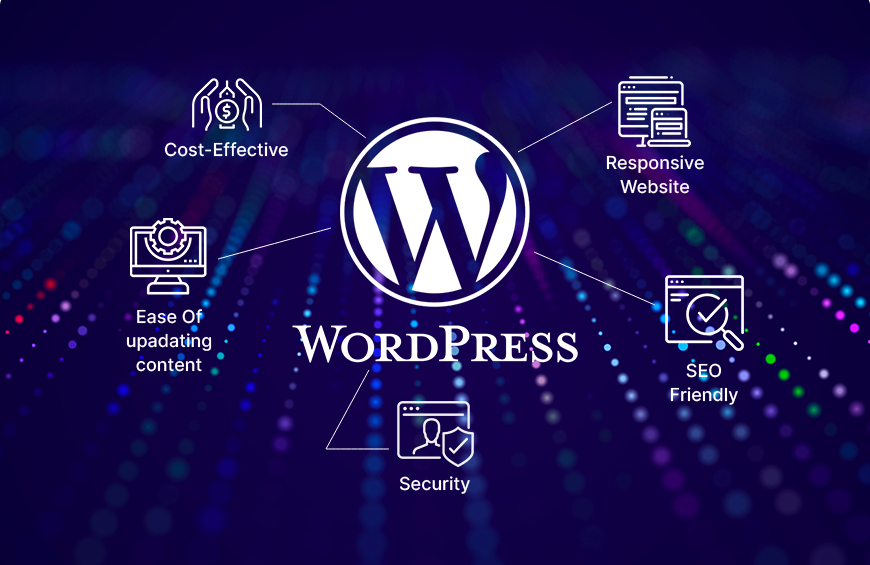 Cost-Effective
Responsive
Website
Ease Of
upadating
content
WORDPRESS
SEO
Friendly
Security